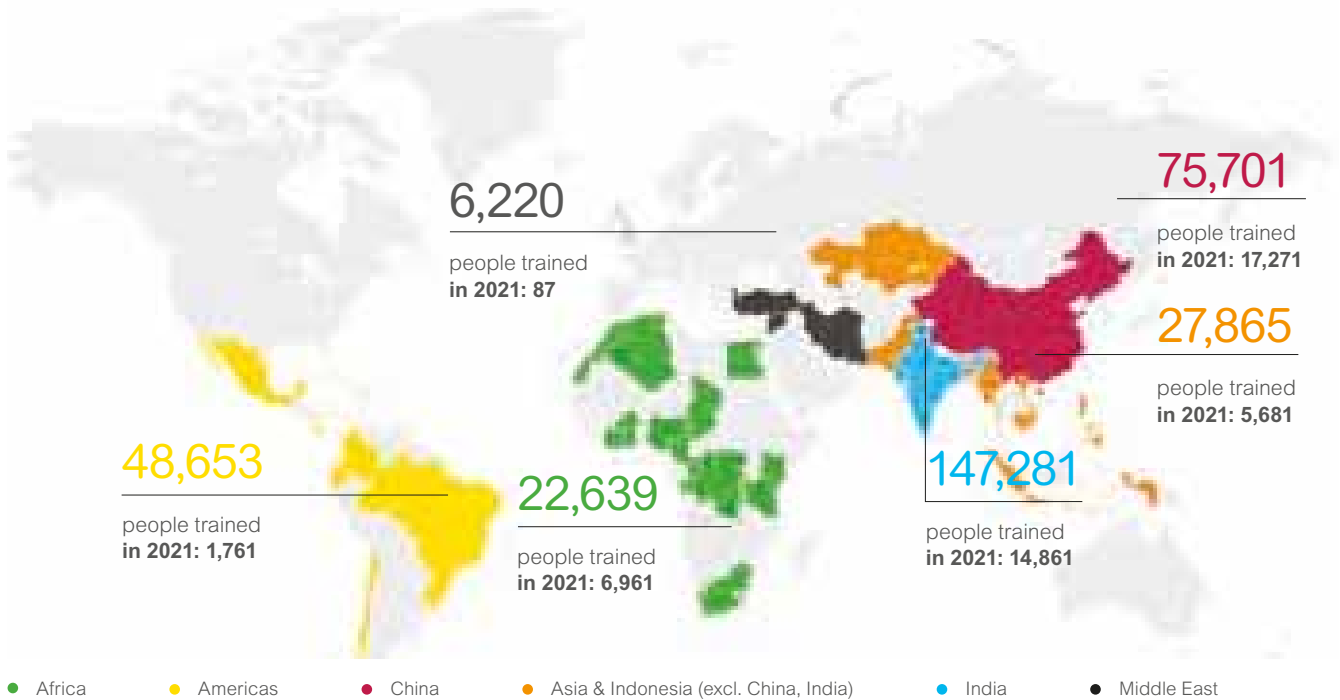 6,220
people trained
in 2021: 87
75,701
people trained
in 2021: 17,271
27,865
people trained
in 2021: 5,681
48,653
people trained
in 2021: 1,761
22,639
people trained
in 2021: 6,961
147,281
people trained
in 2021: 14,861
Africa
Americas
China
Asia & Indonesia (excl. China, India)
India
Middle East